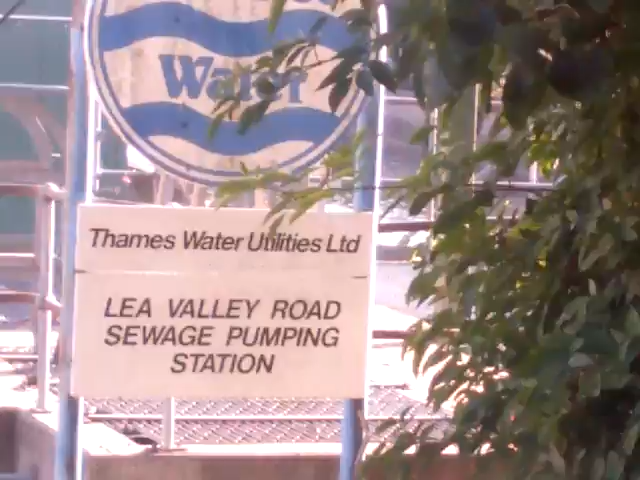 Water
Thames Water Utilities Ltd
LEA VALLEY ROAD
SEWAGE PUMPING
STATION